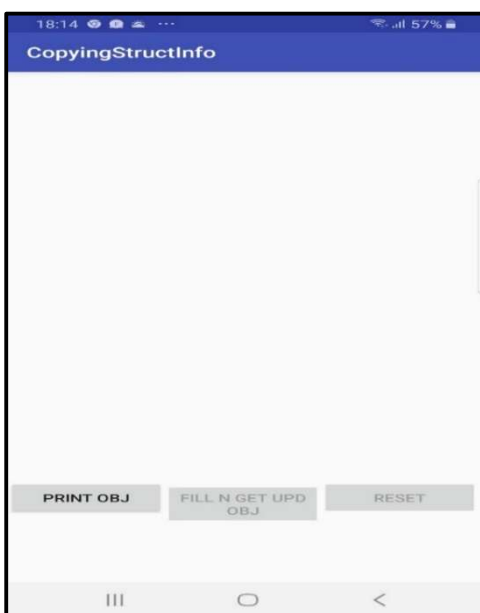 18:14 ...
57%
CopyingStructInfo
PRINT OBJ
FILL N GET UPD
OBJ
RESET